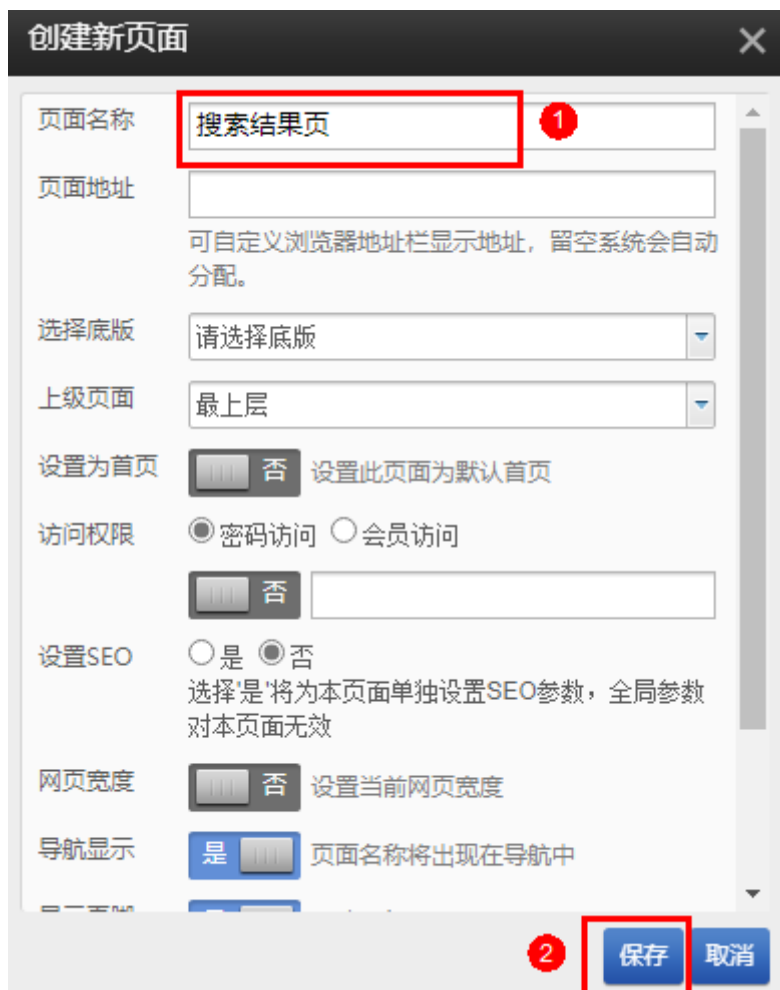 创建新页面
页面名称
搜索结果页
1
页面地址
可自定义浏览器地址栏显示地址，留空系统会自动
分配。
选择底版
请选择底版
上级页面
最上层
设置为首页
否
设置此页面为默认首页
访问权限
密码访问
会员访问
否
设置SEO
是
否
选择'是'将为本页面单独设置SEO参数，全局参数
对本页面无效
网页宽度
否
设置当前网页宽度
导航显示
是
页面名称将出现在导航中
2
保存
取消